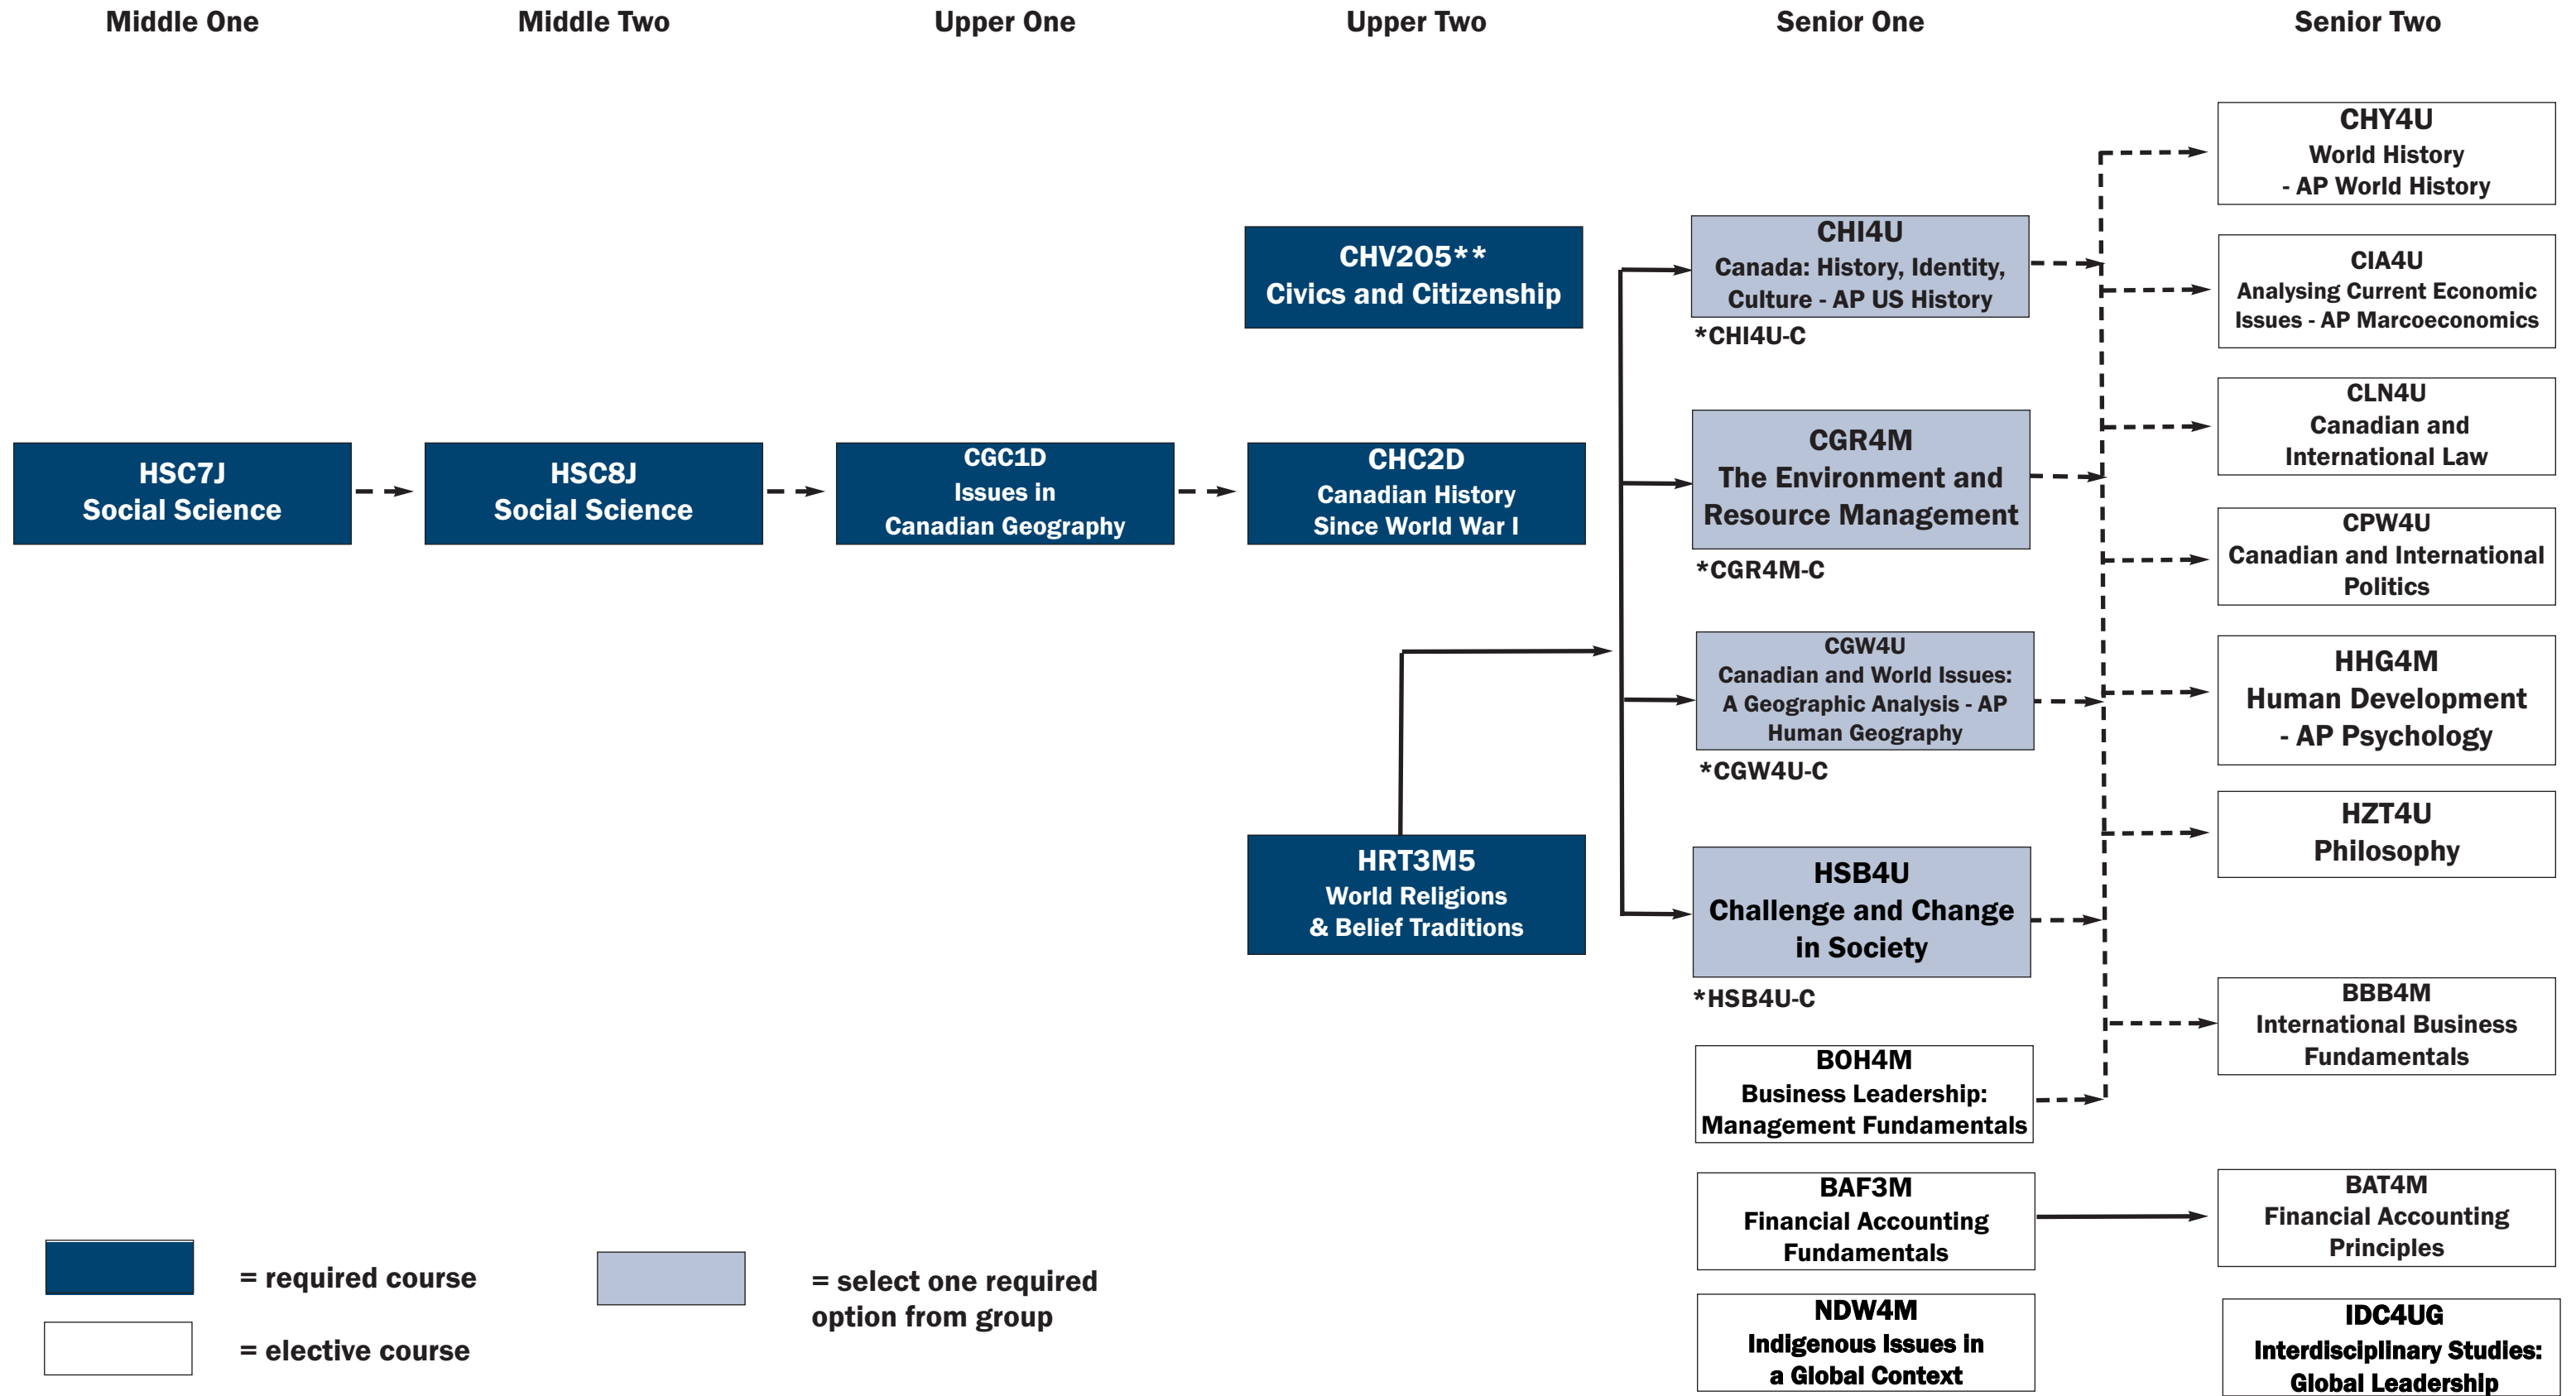 Middle One
Middle Two
Upper One
Upper Two
Senior One
Senior Two
HSC7J
Social Science
HSC8J
Social Science
CGC1D
Issues in
Canadian Geography
CHV2O5**
Civics and Citizenship
CHC2D
Canadian History
Since World War I
HRT3M5
World Religions
& Belief Traditions
CHI4U
Canada: History, Identity,
Culture - AP US History
*CHI4U-C
CGR4M
The Environment and
Resource Management
*CGR4M-C
CGW4U
Canadian and World Issues:
A Geographic Analysis - AP
Human Geography
*CGW4U-C
HSB4U
Challenge and Change
in Society
*HSB4U-C
BOH4M
Business Leadership:
Management Fundamentals
BAF3M
Financial Accounting
Fundamentals
NDW4M
Indigenous Issues in
a Global Context
CHY4U
World History
- AP World History
CIA4U
Analysing Current Economic
Issues - AP Marcoeconomics
CLN4U
Canadian and
International Law
CPW4U
Canadian and International
Politics
HHG4M
Human Development
- AP Psychology
HZT4U
Philosophy
BBB4M
International Business
Fundamentals
BAT4M
Financial Accounting
Principles
IDC4UG
Interdisciplinary Studies:
Global Leadership
= required course
= elective course
= select one required
option from group